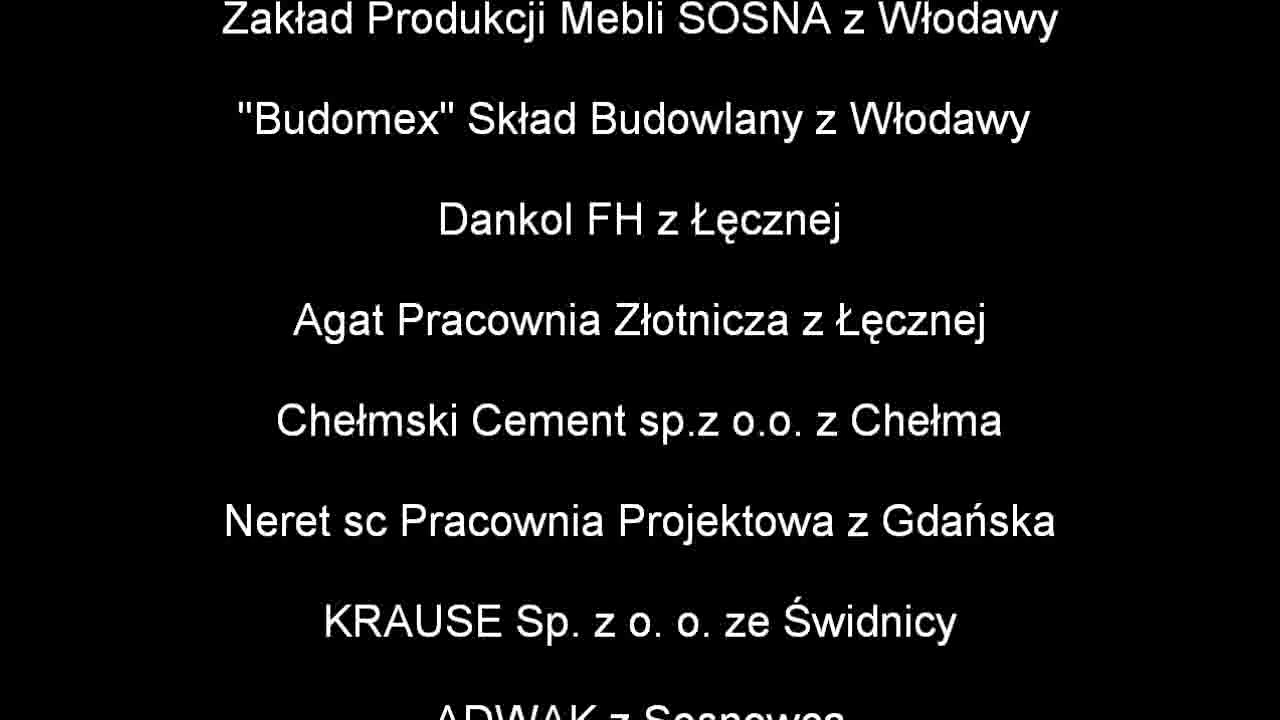 Zakład Produkcji Mebli SOSNA z Włodawy
"Budomex" Skład Budowlany z Włodawy
Dankol FH z Łęcznej
Agat Pracownia Złotnicza z Łęcznej
Chełmski Cement sp.z o.o. z Chełma
Neret sc Pracownia Projektowa z Gdańska
KRAUSE Sp. z o. o. ze Świdnicy
ADWAK z